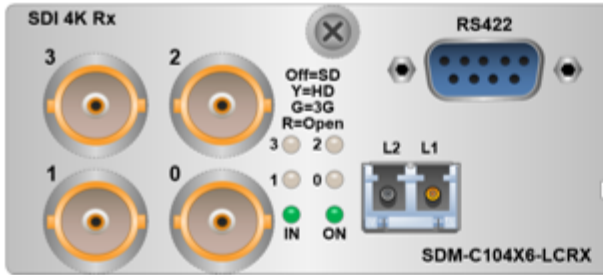 SDI 4K Rx
RS422
3
2
Off=SD
Y=HD
G=3G
R=Open
3 2
L2 L1
1
0
1 0
IN ON
SDM-C104X6-LCRX